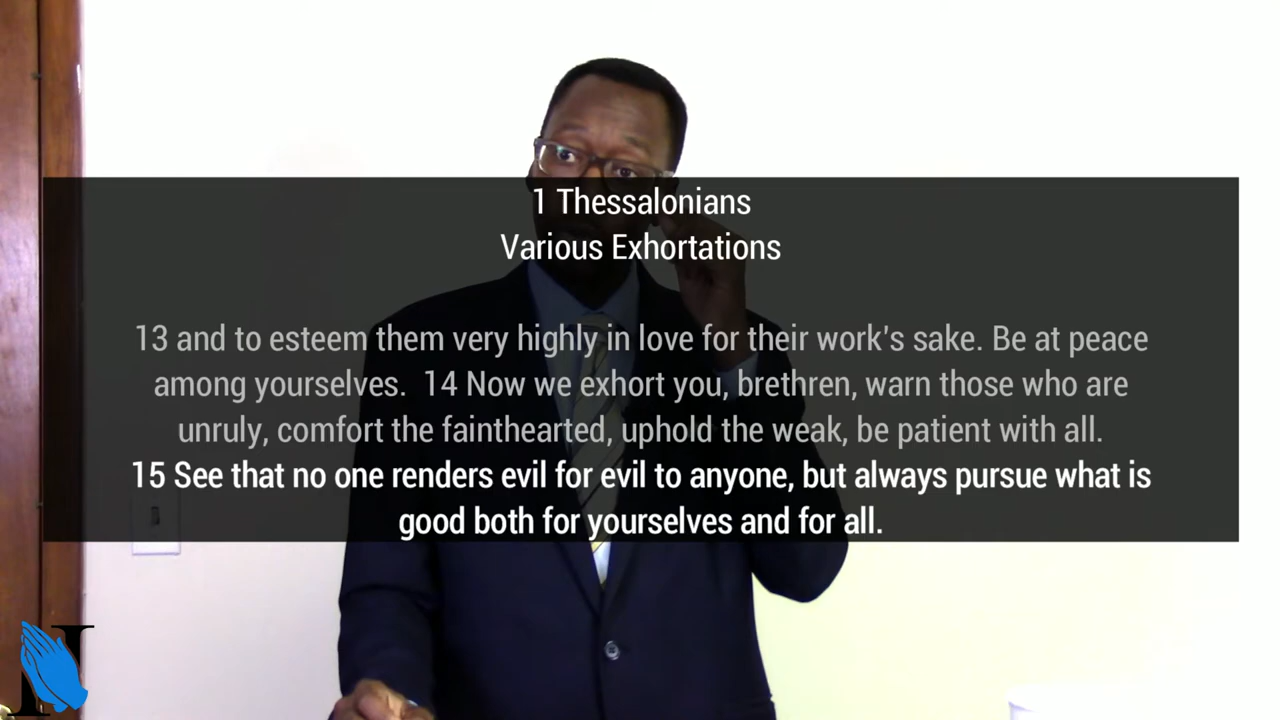 1 Thessalonians
Various Exhortations
13 and to esteem them very highly in love for their work's sake. Be at peace
among yourselves.  14 Now we exhort you, brethren, warn those who are
unruly, comfort the fainthearted, uphold the weak, be patient with all.
15 See that no one renders evil for evil to anyone, but always pursue what is
good both for yourselves and for all.
N